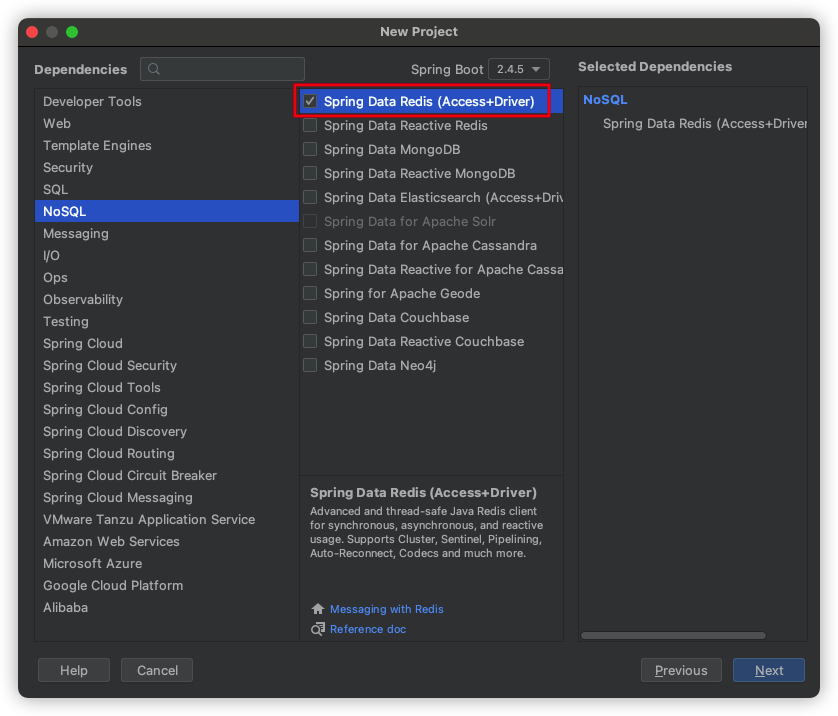 New Project
Dependencies
Spring Boot 2.4.5
Selected Dependencies
Developer Tools
Web
Template Engines
Security
SQL
NoSQL
Messaging
I/O
Ops
Observability
Testing
Spring Cloud
Spring Cloud Security
Spring Cloud Tools
Spring Cloud Config
Spring Cloud Discovery
Spring Cloud Routing
Spring Cloud Circuit Breaker
Spring Cloud Messaging
VMware Tanzu Application Service
Amazon Web Services
Microsoft Azure
Google Cloud Platform
Alibaba
Spring Data Redis (Access+Driver)
Spring Data Reactive Redis
Spring Data MongoDB
Spring Data Reactive MongoDB
Spring Data Elasticsearch (Access+Driv
Spring Data for Apache Solr
Spring Data for Apache Cassandra
Spring Data Reactive for Apache Cassa
Spring for Apache Geode
Spring Data Couchbase
Spring Data Reactive Couchbase
Spring Data Neo4j
Spring Data Redis (Access+Driver)
Advanced and thread-safe Java Redis client
for synchronous, asynchronous, and reactive
usage. Supports Cluster, Sentinel, Pipelining,
Auto-Reconnect, Codecs and much more.
Messaging with Redis
Reference doc
NoSQL
Spring Data Redis (Access+Driver
Help
Cancel
Previous
Next